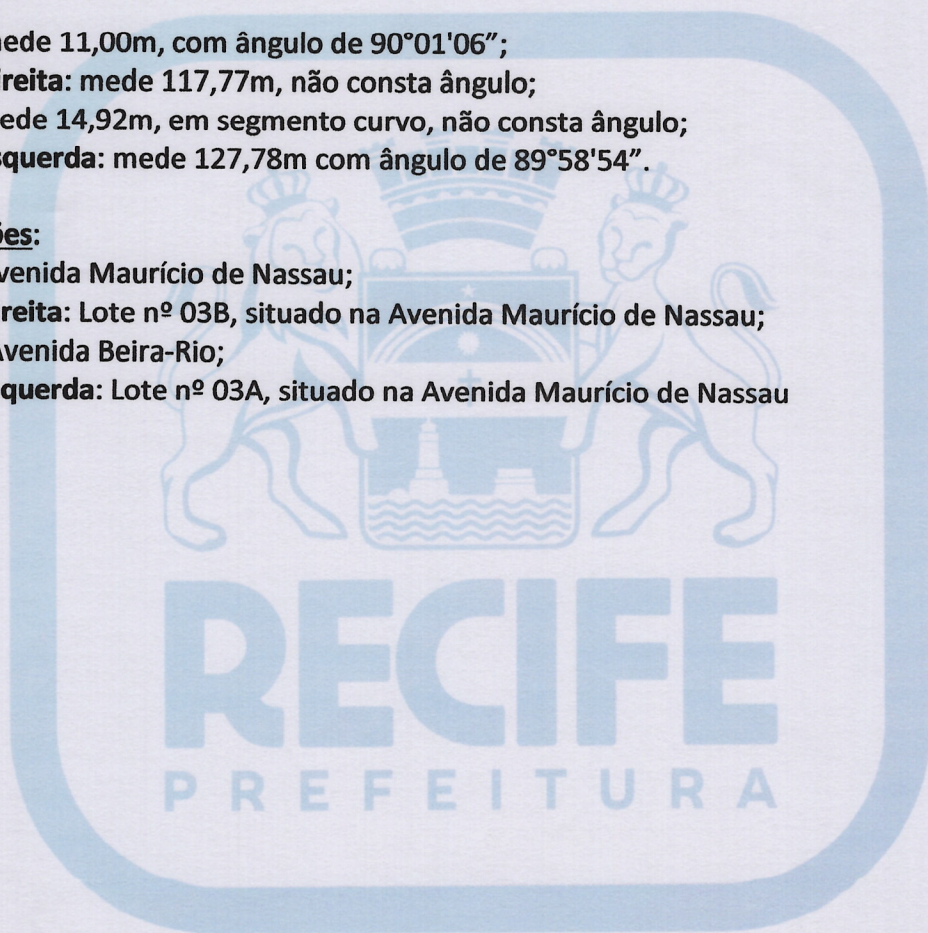 ede 11,00m, com ângulo de 90°01'06";
ireita: mede 117,77m, não consta ângulo;
ede 14,92m, em segmento curvo, não consta ângulo;
squerda: mede 127,78m com ângulo de 89°58'54".
ões:
venida Maurício de Nassau;
reita: Lote nº 03B, situado na Avenida Maurício de Nassau;
Avenida Beira-Rio;
querda: Lote nº 03A, situado na Avenida Maurício de Nassau
RECIFE
PREFEITURA